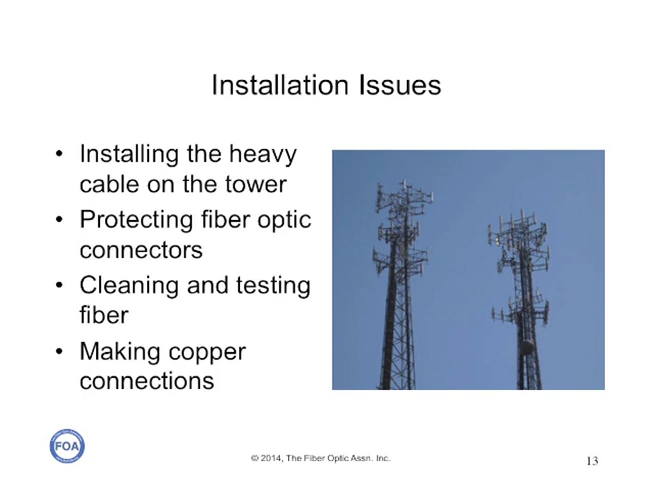 Installation Issues
• Installing the heavy
cable on the tower
• Protecting fiber optic
connectors
• Cleaning and testing
fiber
• Making copper
connections
FOA
© 2014, The Fiber Optic Assn. Inc.
13